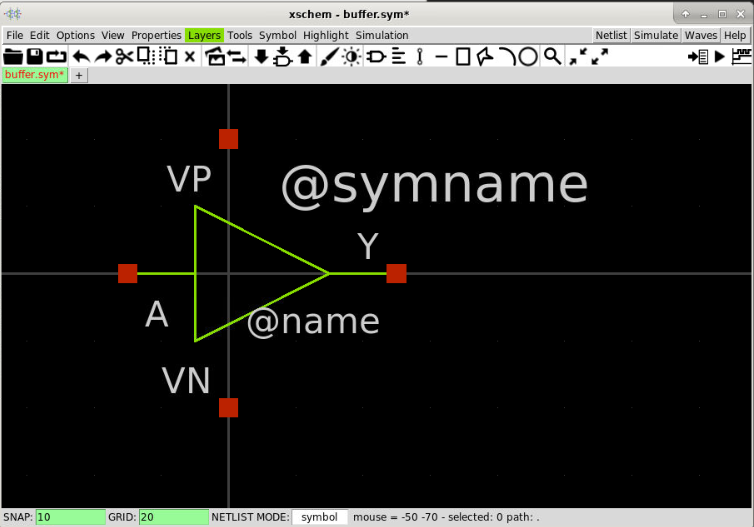 xschem - buffer.sym*
File Edit Options View Properties Layers Tools Symbol Highlight Simulation Netlist Simulate Waves Help
buffer.sym* +
VP
@symname
Y
A
@name
VN
SNAP: 10 GRID: 20 NETLIST MODE: symbol mouse = -50 -70 - selected: 0 path: .